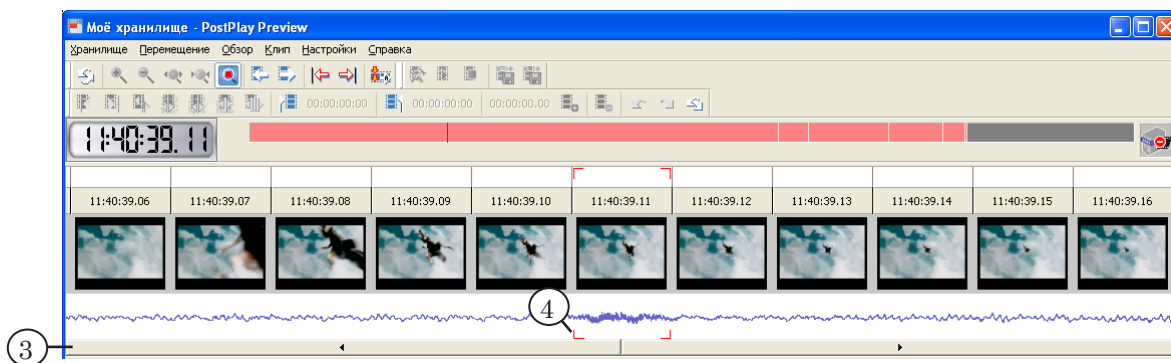 Моё хранилище - PostPlay Preview
Хранилище Перемещение Обзор Клип Настройки Справка
00:00:00:00 00:00:00:00 00:00:00.00
11:40:39.11
11:40:39.06 11:40:39.07 11:40:39.08 11:40:39.09 11:40:39.10 11:40:39.11 11:40:39.12 11:40:39.13 11:40:39.14 11:40:39.15 11:40:39.16
4
3